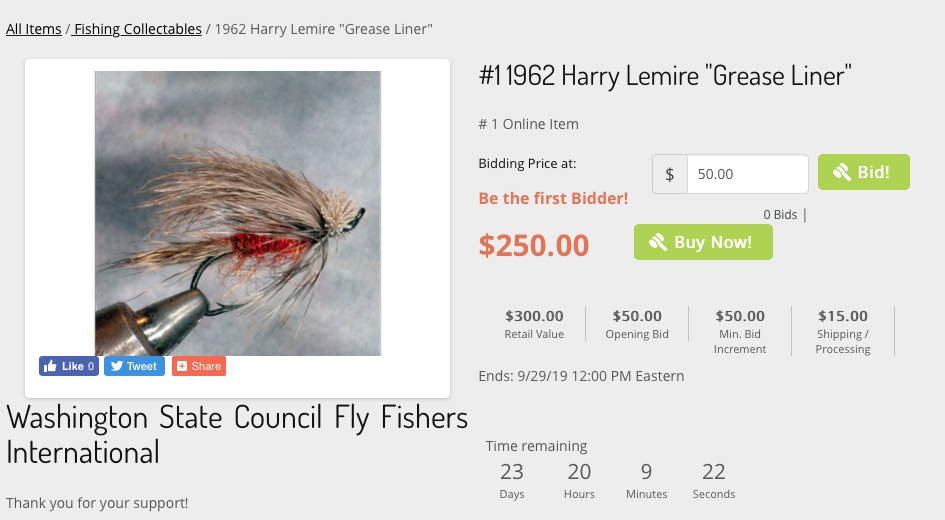 All Items / Fishing Collectables / 1962 Harry Lemire "Grease Liner"
#1 1962 Harry Lemire "Grease Liner"
# 1 Online Item
Bidding Price at:
$ 50.00
Bid!
Be the first Bidder!
0 Bids |
$250.00
Buy Now!
$300.00
Retail Value
$50.00
Opening Bid
$50.00
Min. Bid
Increment
$15.00
Shipping /
Processing
Like 0
Tweet
Share
Ends: 9/29/19 12:00 PM Eastern
Washington State Council Fly Fishers
International
Thank you for your support!
Time remaining
23 20 9 22
Days Hours Minutes Seconds